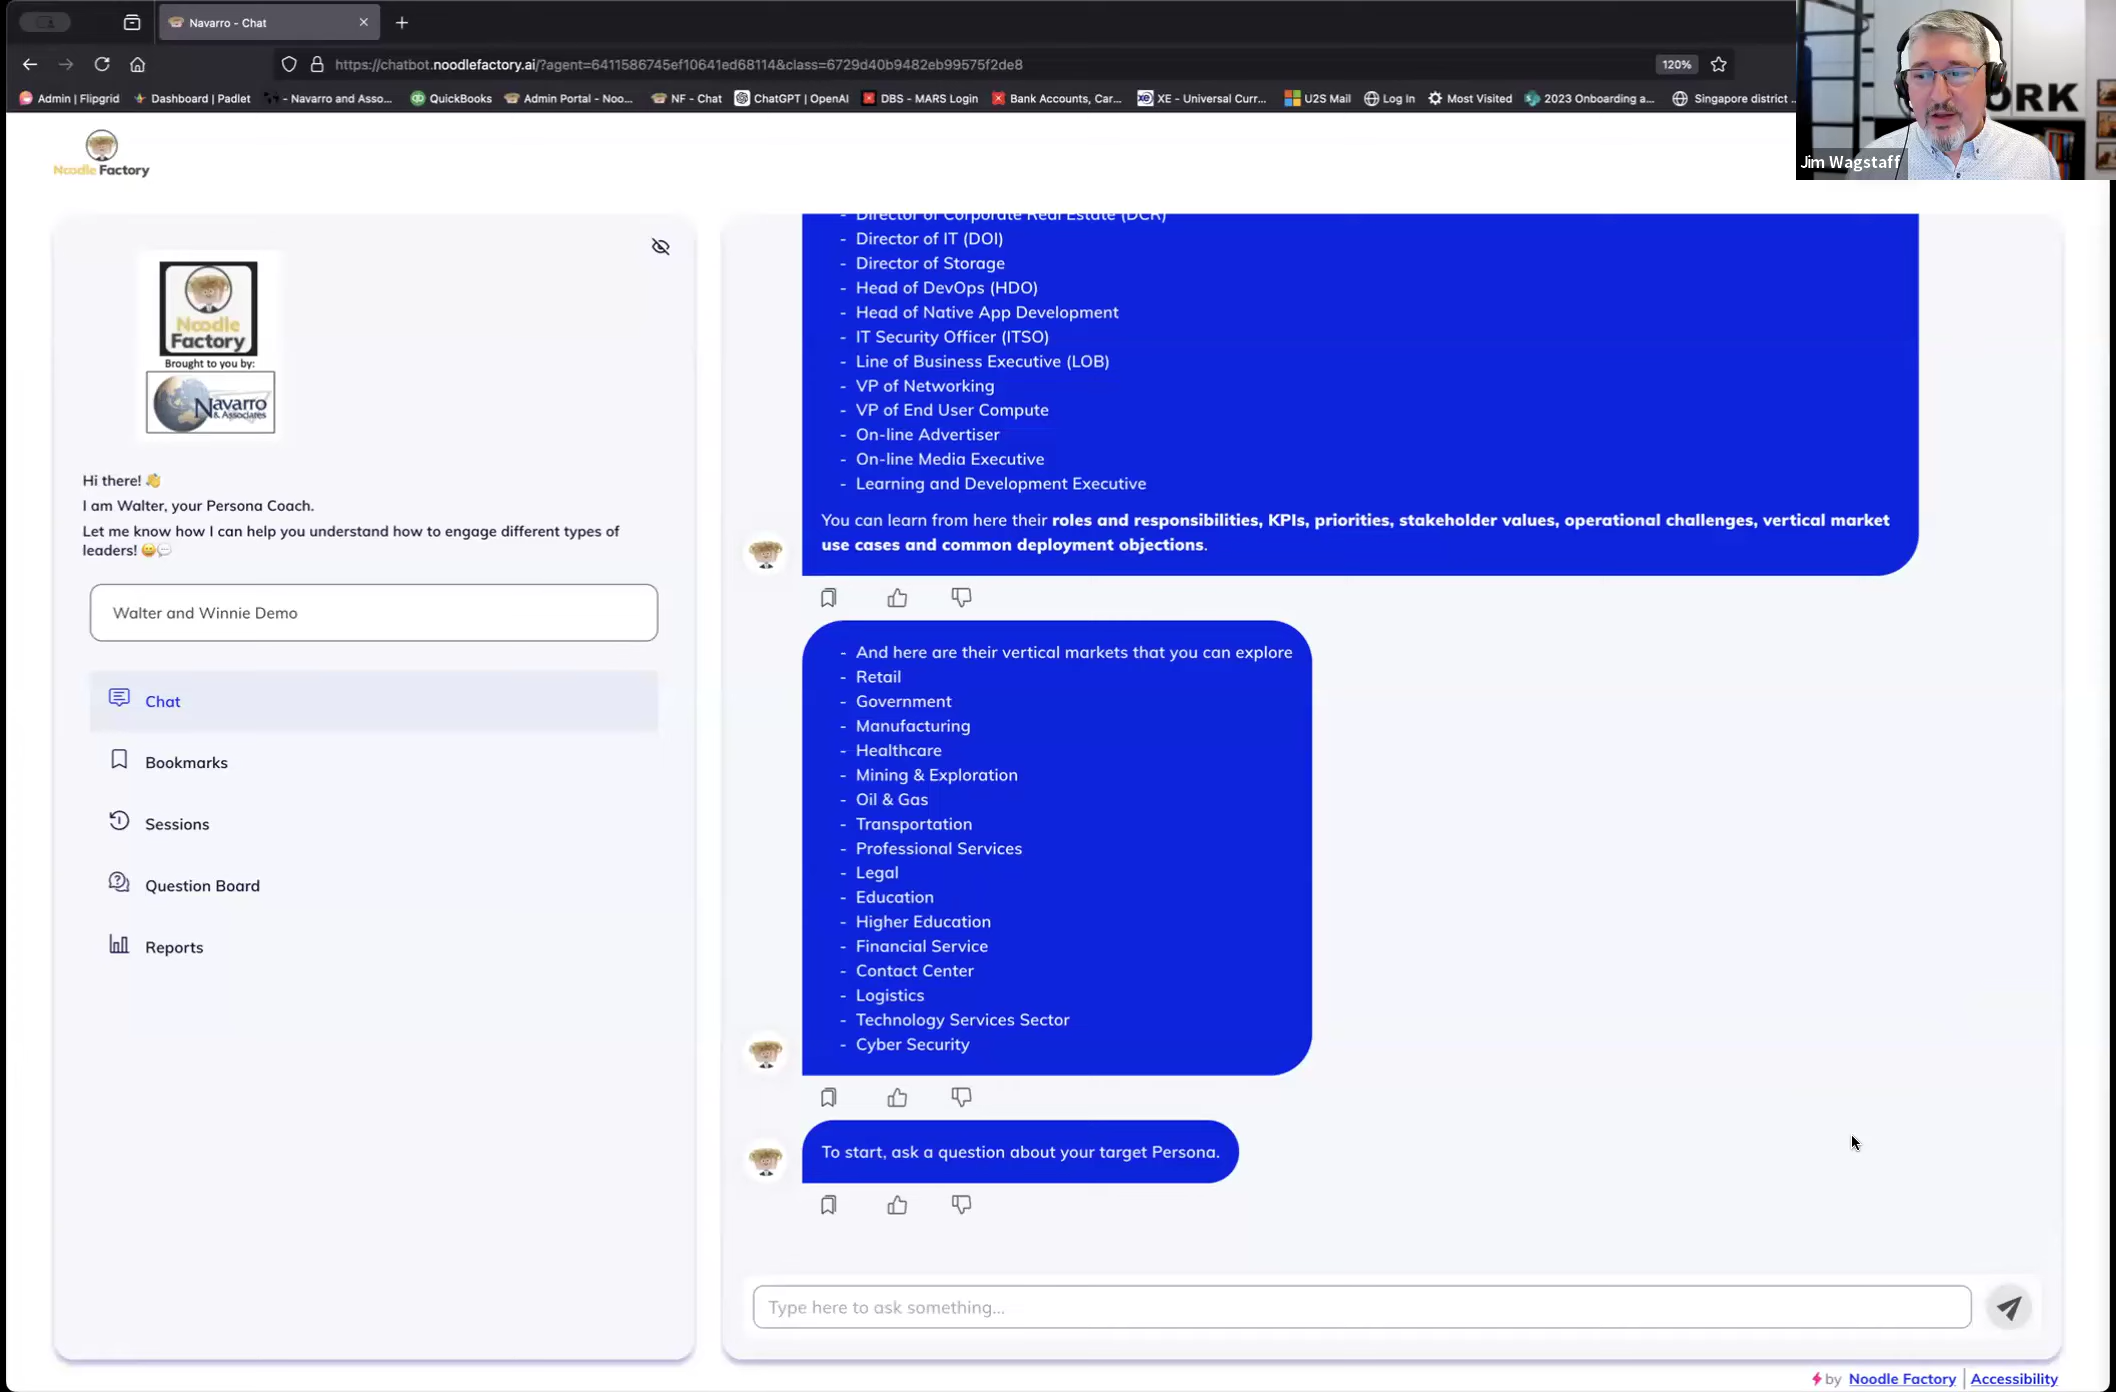 Navarro - Chat
https://chatbot.noodlefactory.ai/?agent=6411586745ef10641ed68114&class=6729d40b9482eb99575f2de8
120%
Admin | Flipgrid
Dashboard | Padlet
- Navarro and Asso...
QuickBooks
Admin Portal - Noo...
NF - Chat
ChatGPT | OpenAI
DBS - MARS Login
Bank Accounts, Car...
XE - Universal Curr...
U2S Mail
Log In
Most Visited
2023 Onboarding a...
Singapore district ...
ORK
Jim Wagstaff
Noodle Factory
Noodle
Factory
Brought to you by:
Navarro
& Associates
Hi there! 👋
I am Walter, your Persona Coach.
Let me know how I can help you understand how to engage different types of
leaders! 😀💬
Walter and Winnie Demo
Chat
Bookmarks
Sessions
Question Board
Reports
- Director of Corporate Real Estate (DCR)
- Director of IT (DOI)
- Director of Storage
- Head of DevOps (HDO)
- Head of Native App Development
- IT Security Officer (ITSO)
- Line of Business Executive (LOB)
- VP of Networking
- VP of End User Compute
- On-line Advertiser
- On-line Media Executive
- Learning and Development Executive
You can learn from here their roles and responsibilities, KPIs, priorities, stakeholder values, operational challenges, vertical market
use cases and common deployment objections.
- And here are their vertical markets that you can explore
- Retail
- Government
- Manufacturing
- Healthcare
- Mining & Exploration
- Oil & Gas
- Transportation
- Professional Services
- Legal
- Education
- Higher Education
- Financial Service
- Contact Center
- Logistics
- Technology Services Sector
- Cyber Security
To start, ask a question about your target Persona.
Type here to ask something...
by Noodle Factory | Accessibility